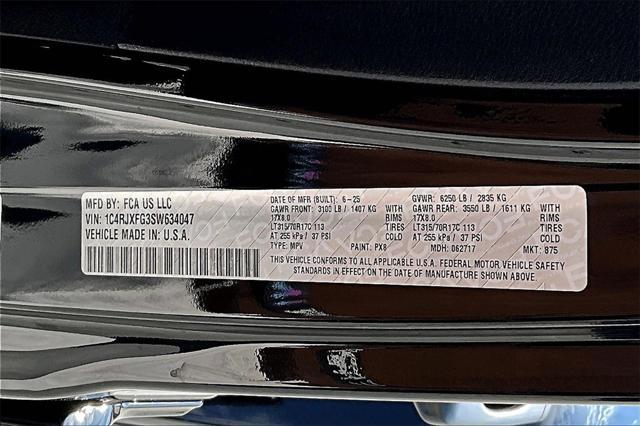 MFD BY: FCA US LLC
VIN: 1C4RJXFG3SW634047
VEHICLE MADE IN: U.S.A.
DATE OF MFR (BUILT): 6-25 GVWR: 6250 LB / 2835 KG
GAWR FRONT: 3100 LB / 1407 KG WITH GAWR REAR: 3550 LB / 1611 KG WITH
17X8.0 RIMS 17X8.0 RIMS
LT315/70R17C 113 TIRES LT315/70R17C 113 TIRES
AT 255 kPa / 37 PSI COLD AT 255 kPa / 37 PSI COLD
TYPE: MPV PAINT: PX8 MDH: 062717 MKT: 875
THIS VEHICLE CONFORMS TO ALL APPLICABLE U.S.A. FEDERAL MOTOR VEHICLE SAFETY
STANDARDS IN EFFECT ON THE DATE OF MANUFACTURE SHOWN ABOVE.